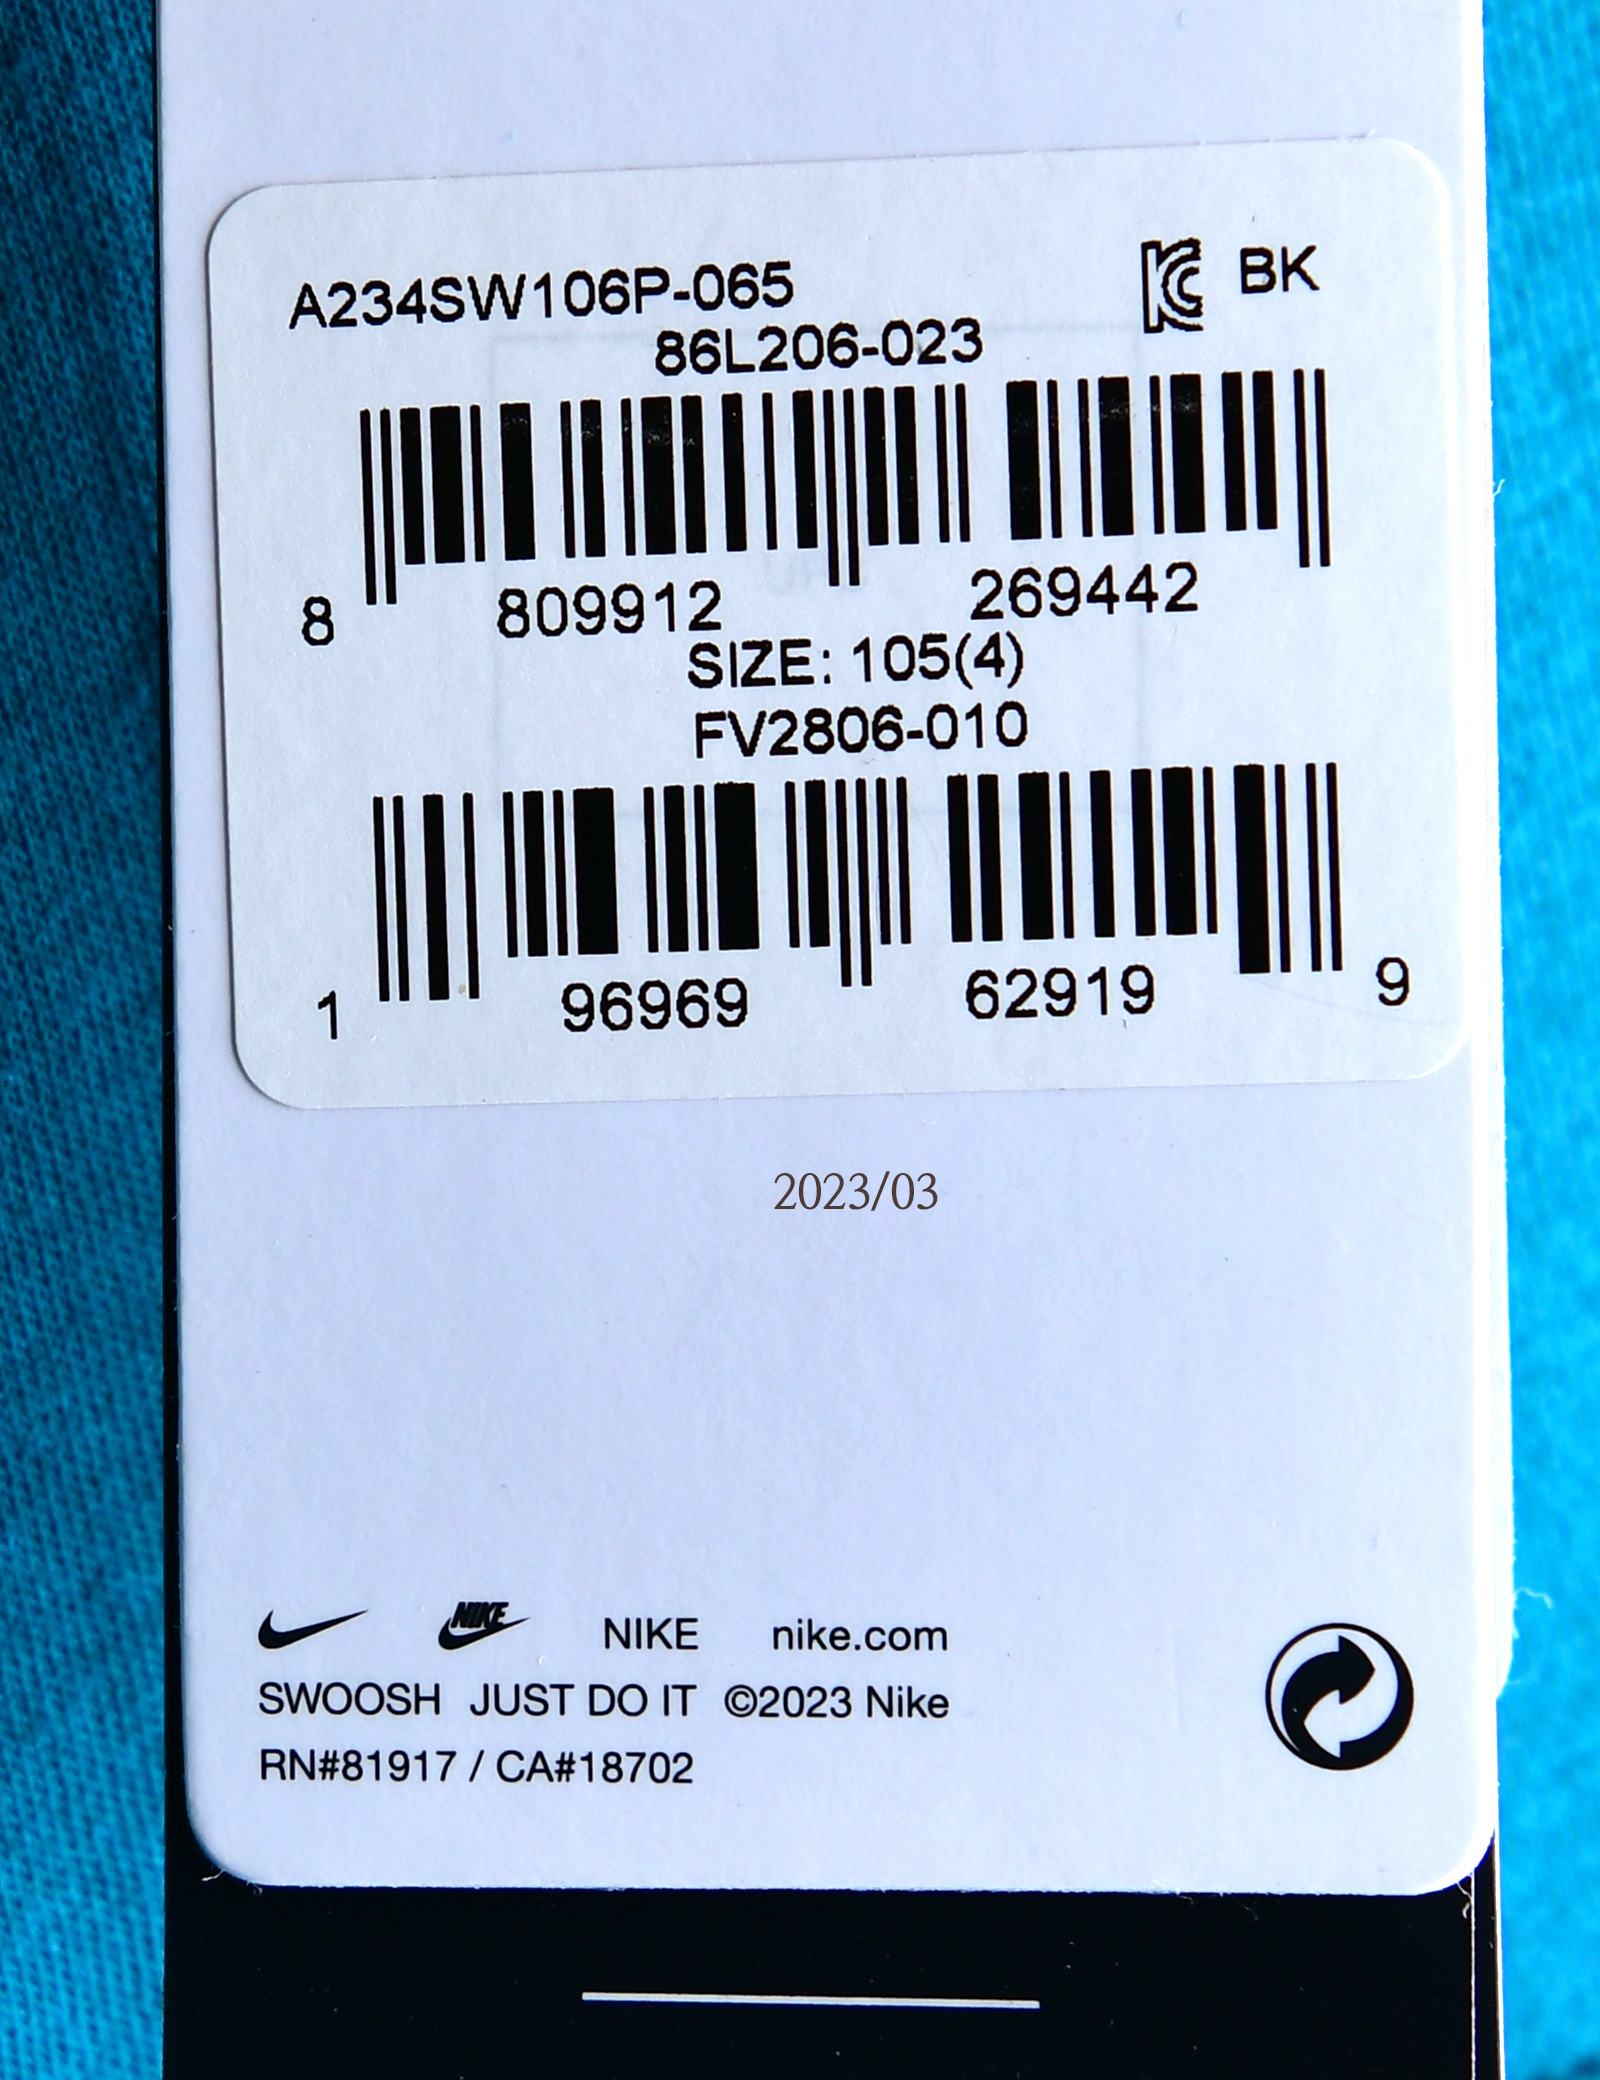 A234SW106P-065
BK
86L206-023
8 809912 269442
SIZE: 105(4)
FV2806-010
1 96969 62919 9
2023/03
NIKE NIKE nike.com
SWOOSH JUST DO IT ©2023 Nike
RN#81917 / CA#18702